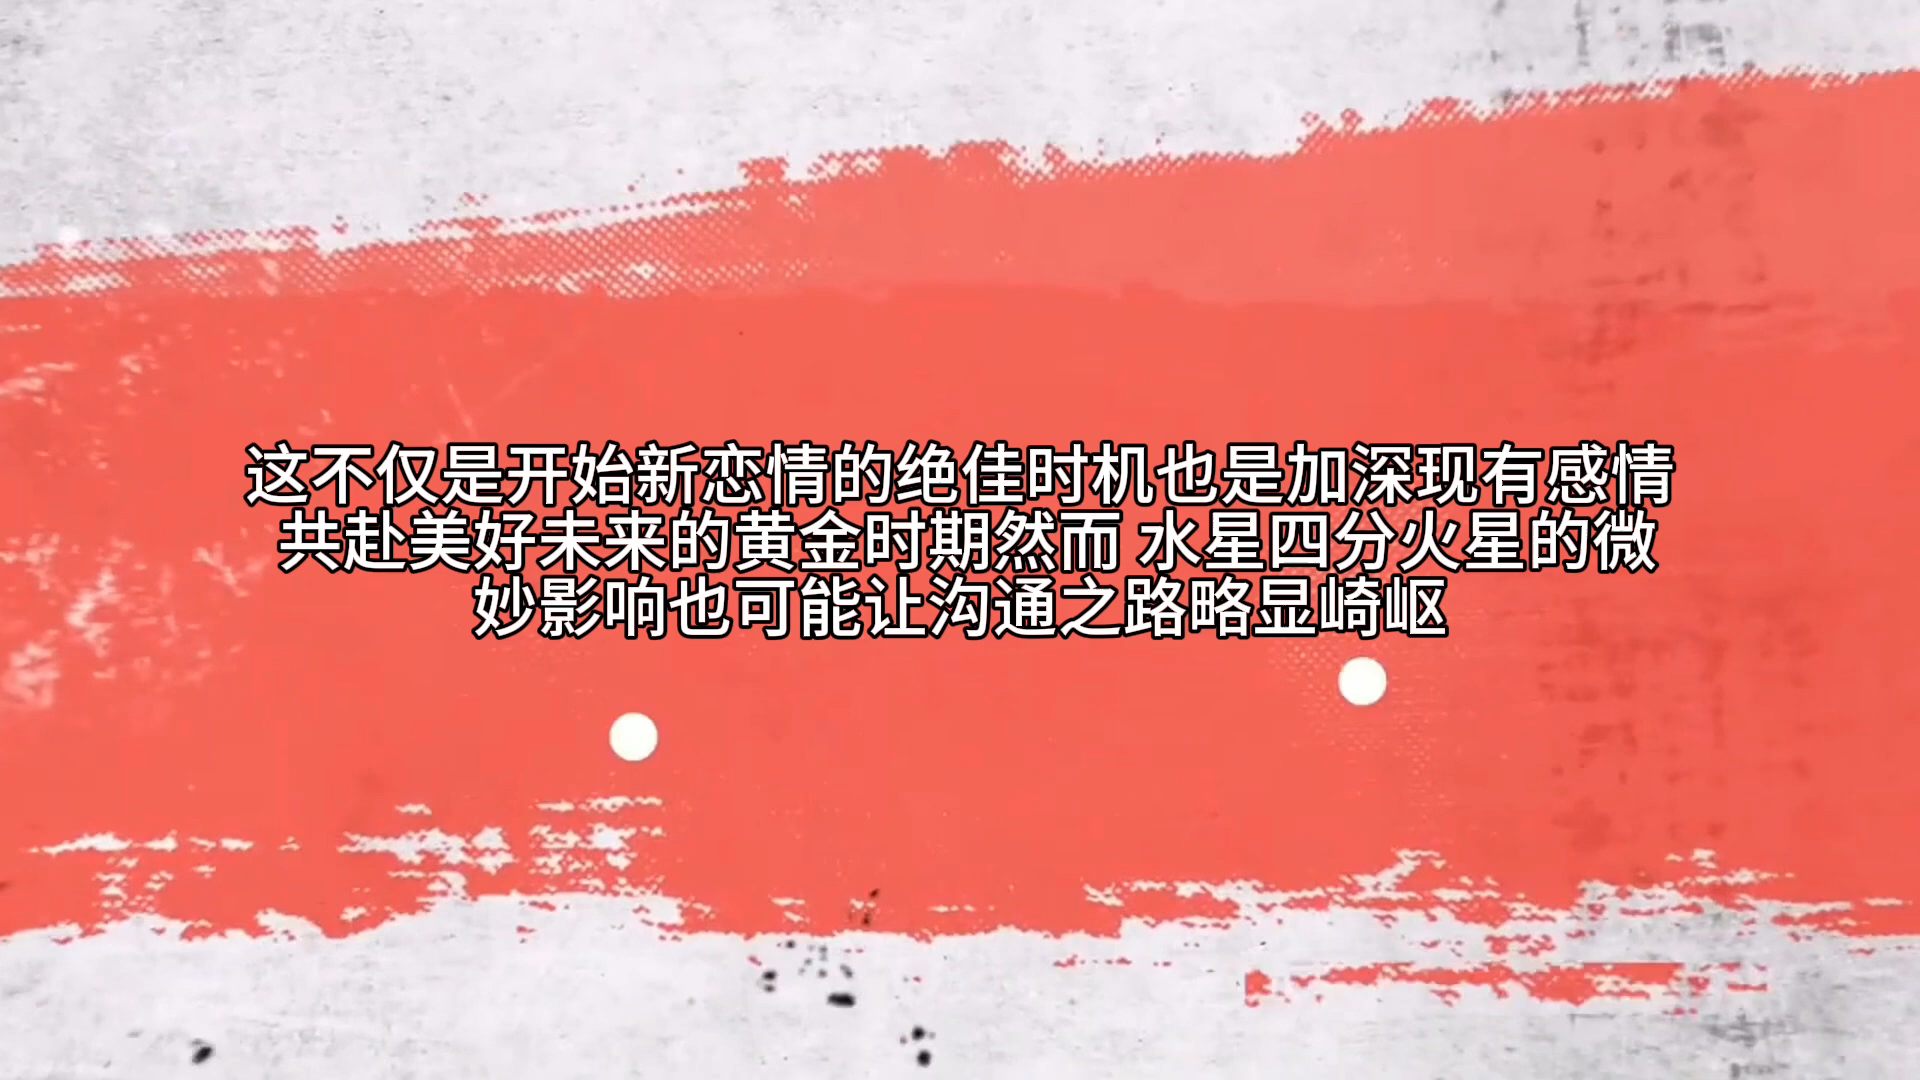 这不仅是开始新恋情的绝佳时机也是加深现有感情
共赴美好未来的黄金时期然而 水星四分火星的微
妙影响也可能让沟通之路略显崎岖